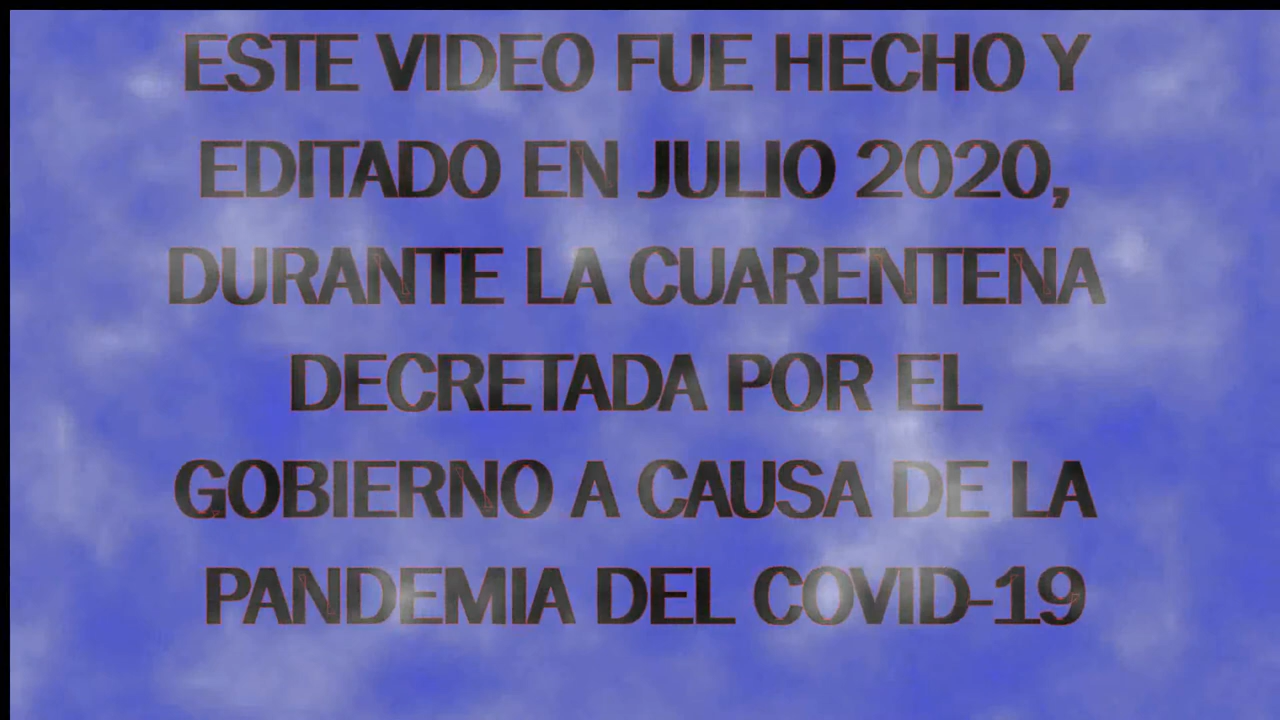 ESTE VIDEO FUE HECHO Y
EDITADO EN JULIO 2020,
DURANTE LA CUARENTENA
DECRETADA POR EL
GOBIERNO A CAUSA DE LA
PANDEMIA DEL COVID-19